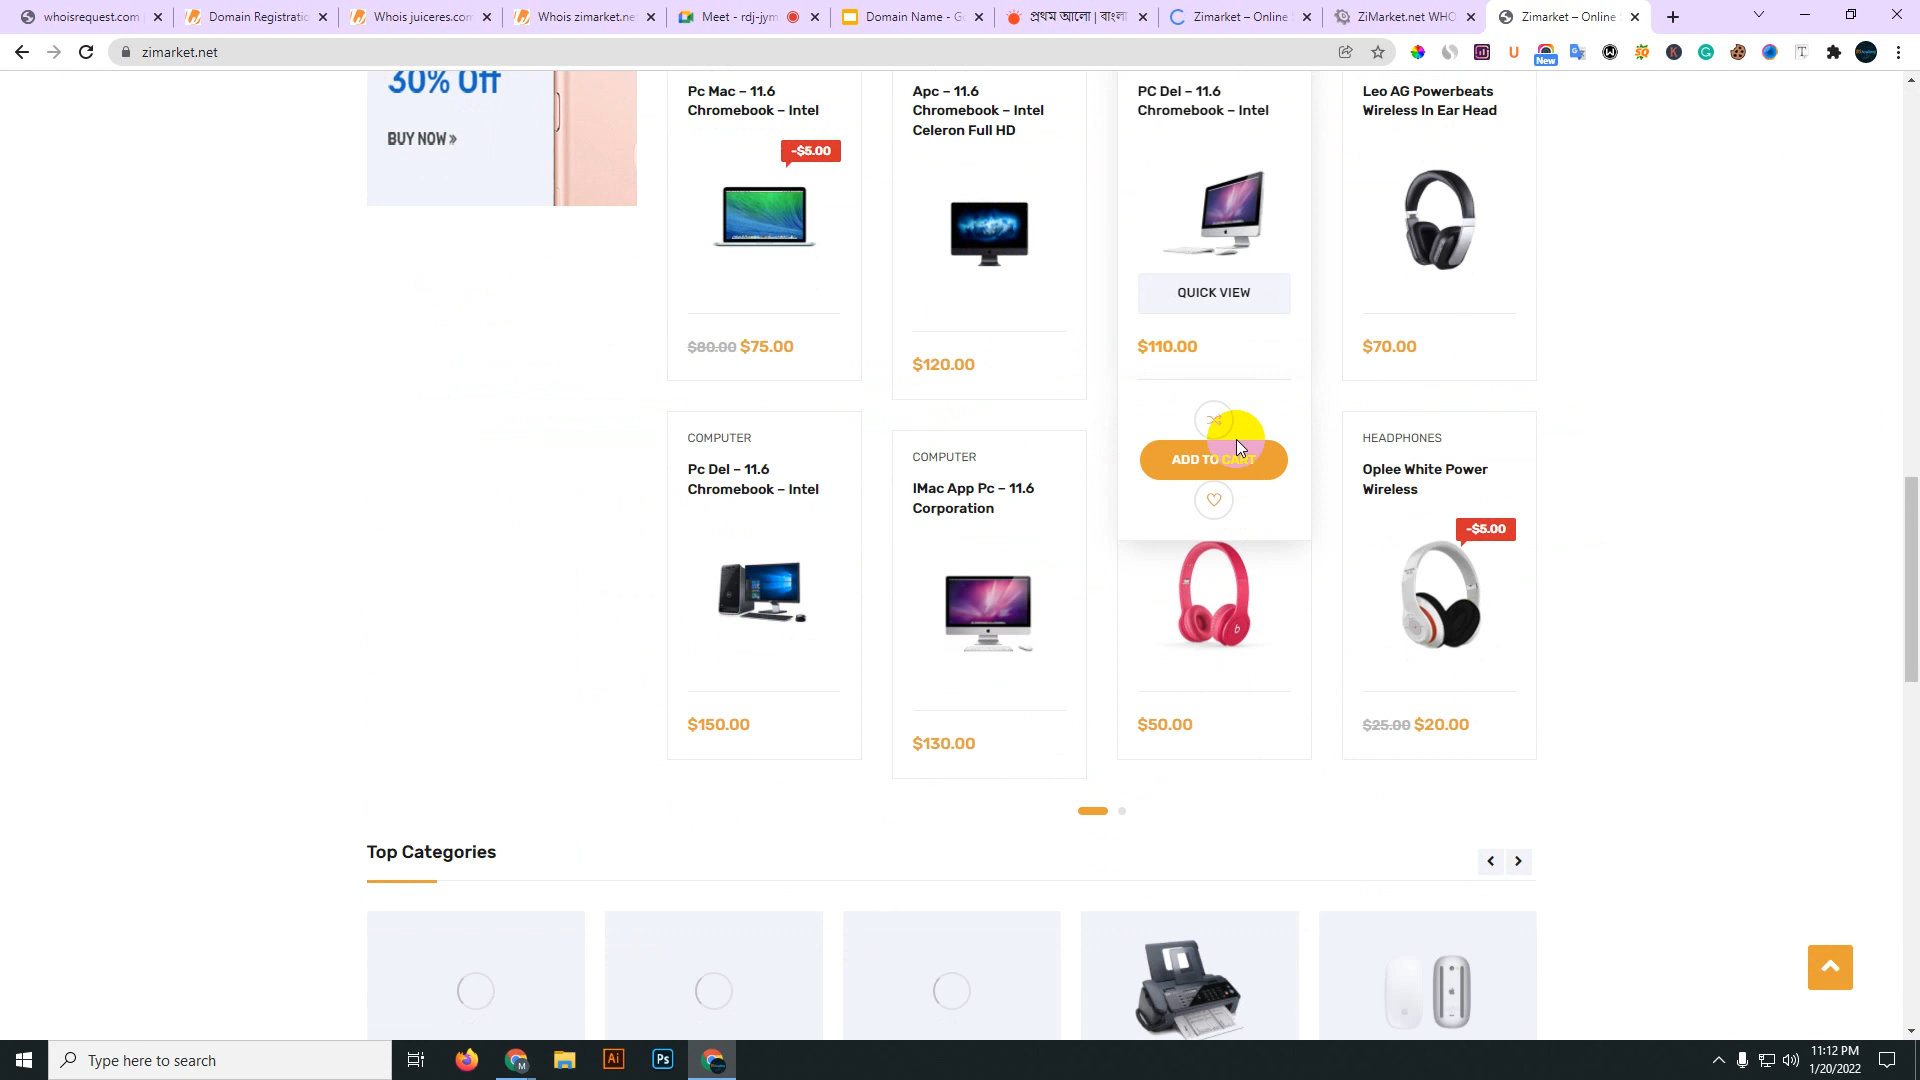 whoisrequest.com
Domain Registratio
Whois juiceres.com
Whois zimarket.ne
Meet - rdj-jym
Domain Name - Go
প্রথম আলো | বাংলা
Zimarket – Online
ZiMarket.net WHO
Zimarket – Online
zimarket.net
New
30% Off
BUY NOW »
Pc Mac – 11.6
Chromebook – Intel
-$5.00
$80.00 $75.00
Apc – 11.6
Chromebook – Intel
Celeron Full HD
$120.00
PC Del – 11.6
Chromebook – Intel
QUICK VIEW
$110.00
ADD TO CART
Leo AG Powerbeats
Wireless In Ear Head
$70.00
COMPUTER
Pc Del – 11.6
Chromebook – Intel
$150.00
COMPUTER
IMac App Pc – 11.6
Corporation
$130.00
$50.00
HEADPHONES
Oplee White Power
Wireless
-$5.00
$25.00 $20.00
Top Categories
Type here to search
Ai
Ps
M
11:12 PM
1/20/2022